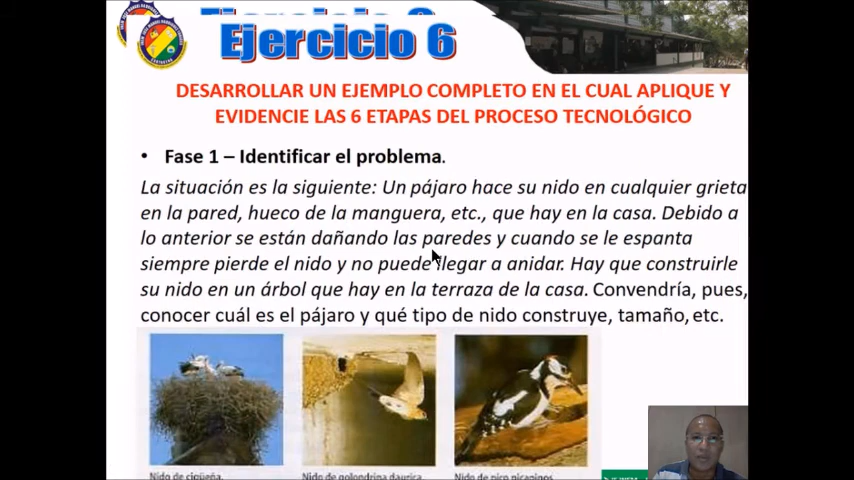 Ejercicio 6
DESARROLLAR UN EJEMPLO COMPLETO EN EL CUAL APLIQUE Y
EVIDENCIE LAS 6 ETAPAS DEL PROCESO TECNOLÓGICO
• Fase 1 – Identificar el problema.
La situación es la siguiente: Un pájaro hace su nido en cualquier grieta
en la pared, hueco de la manguera, etc., que hay en la casa. Debido a
lo anterior se están dañando las paredes y cuando se le espanta
siempre pierde el nido y no puede llegar a anidar. Hay que construirle
su nido en un árbol que hay en la terraza de la casa. Convendría, pues,
conocer cuál es el pájaro y qué tipo de nido construye, tamaño, etc.
Nido de cigüeña.
Nido de golondrina daurica.
Nido de pico picapinos.